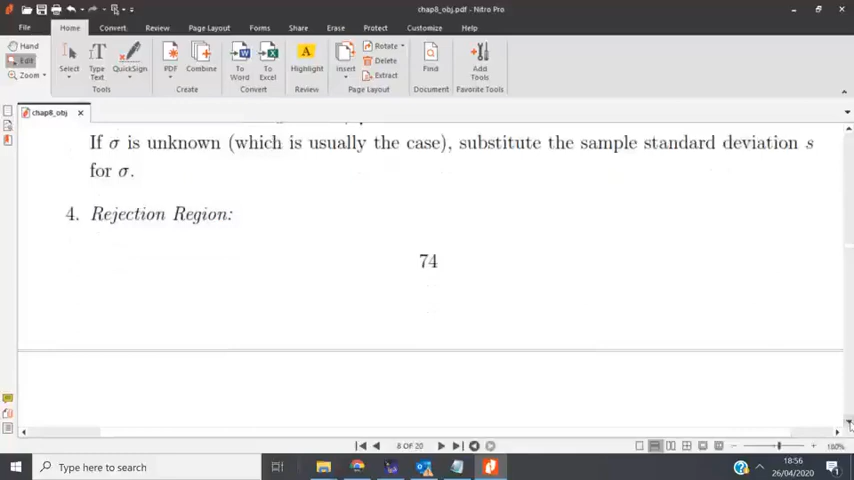 chap8_obj.pdf - Nitro Pro
File Home Convert Review Page Layout Forms Share Erase Protect Customize Help
Hand
Edit
Zoom
Select
Type Text
QuickSign
PDF
Combine
To Word
To Excel
Highlight
Insert
Rotate
Delete
Extract
Find
Add Tools
Tools Create Convert Review Page Layout Favorite Tools
chap8_obj
If σ is unknown (which is usually the case), substitute the sample standard deviation s
for σ.
4. Rejection Region:
74
8 OF 20
180%
Type here to search
18:56
26/04/2020